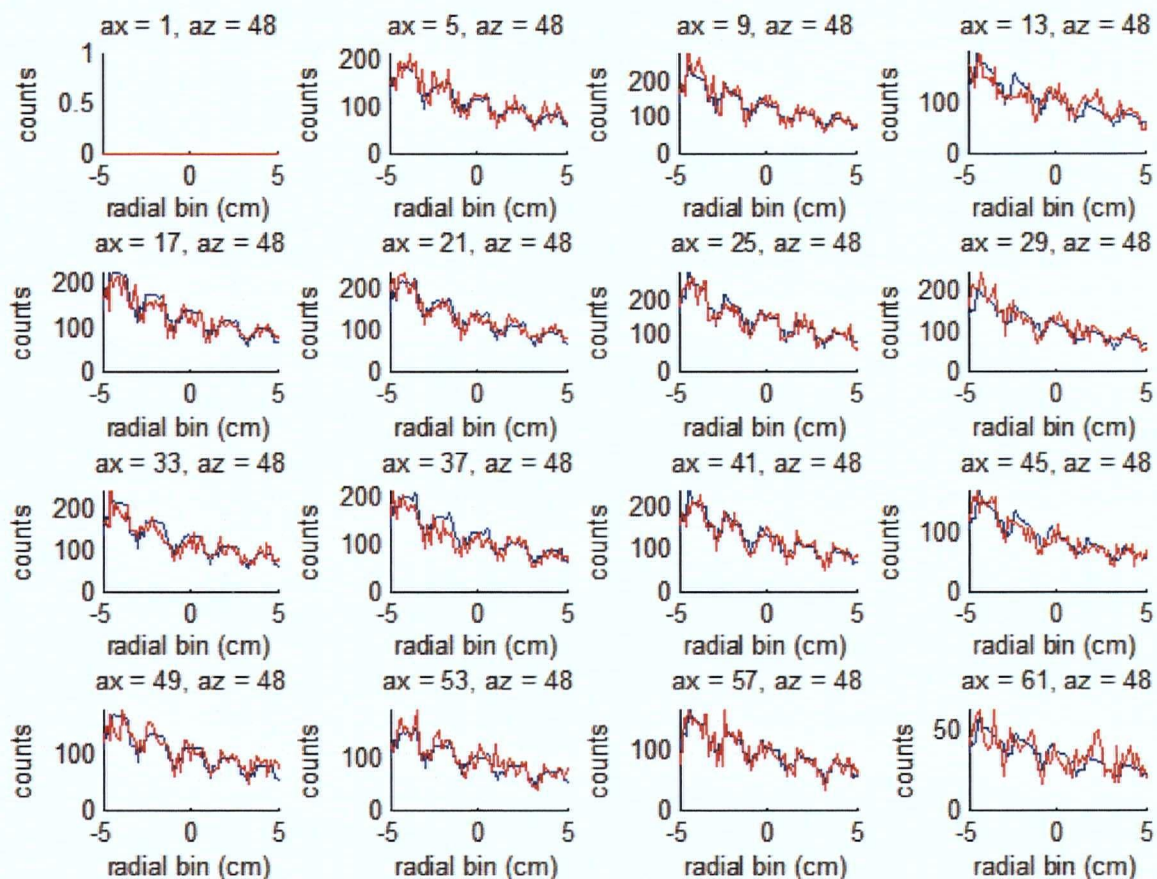 ax = 1, az = 48
ax = 5, az = 48
ax = 9, az = 48
ax = 13, az = 48
counts
1
0.5
0
-5
0
5
radial bin (cm)
counts
200
100
0
-5
0
5
radial bin (cm)
counts
200
100
0
-5
0
5
radial bin (cm)
counts
100
0
-5
0
5
radial bin (cm)
ax = 17, az = 48
ax = 21, az = 48
ax = 25, az = 48
ax = 29, az = 48
counts
200
100
0
-5
0
5
radial bin (cm)
counts
200
100
0
-5
0
5
radial bin (cm)
counts
200
100
0
-5
0
5
radial bin (cm)
counts
200
100
0
-5
0
5
radial bin (cm)
ax = 33, az = 48
ax = 37, az = 48
ax = 41, az = 48
ax = 45, az = 48
counts
200
100
0
-5
0
5
radial bin (cm)
counts
200
100
0
-5
0
5
radial bin (cm)
counts
200
100
0
-5
0
5
radial bin (cm)
counts
100
0
-5
0
5
radial bin (cm)
ax = 49, az = 48
ax = 53, az = 48
ax = 57, az = 48
ax = 61, az = 48
counts
100
0
-5
0
5
radial bin (cm)
counts
100
0
-5
0
5
radial bin (cm)
counts
100
0
-5
0
5
radial bin (cm)
counts
50
0
-5
0
5
radial bin (cm)